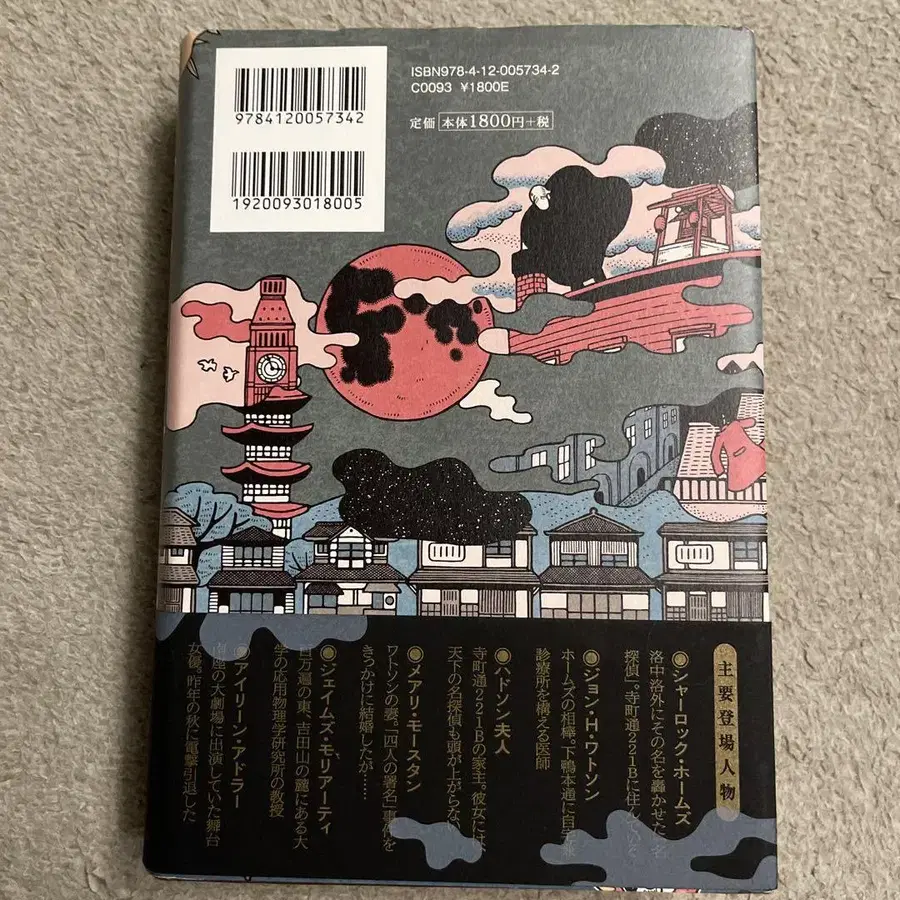 ISBN978-4-12-005734-2
C0093 ¥1800E
定価 本体1800円+税
9784120057342
1920093018005
主要登場人物
●シャーロック・ホームズ
洛中洛外にその名を轟かせた名
探偵。寺町通221Bに住んでいる
●ジョン・H・ワトソン
ホームズの相棒。下鴨本通に自宅兼
診療所を構える医師
●ハドソン夫人
寺町通221Bの家主。彼女には、
天下の名探偵も頭が上がらない
●メアリ・モースタン
ワトソンの妻。「四人の署名」事件を
きっかけに結婚したが……
●ジェイムズ・モリアーティ
百万遍の東、吉田山の麓にある大
学の応用物理学研究所の教授
●アイリーン・アドラー
南座の大劇場に出演していた舞台
女優。昨年の秋に電撃引退した